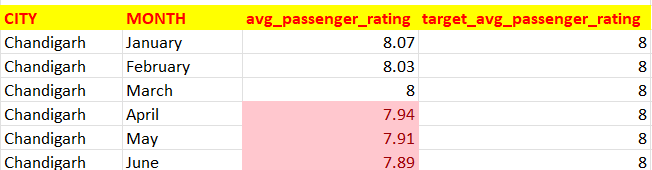 CITY MONTH avg_passenger_rating target_avg_passenger_rating
Chandigarh January 8.07 8
Chandigarh February 8.03 8
Chandigarh March 8 8
Chandigarh April 7.94 8
Chandigarh May 7.91 8
Chandigarh June 7.89 8